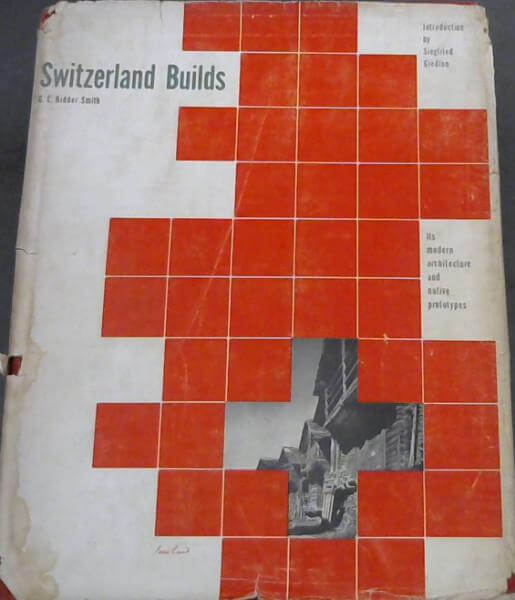 Switzerland Builds
G. E. Kidder Smith
Introduction
by
Siegfried
Giedion
Its
modern
architecture
and
native
prototypes